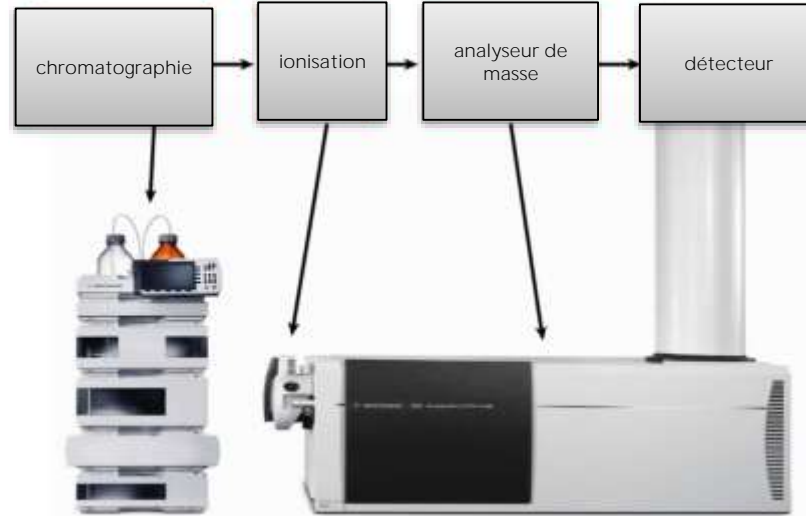 chromatographie
ionisation
analyseur de
masse
détecteur